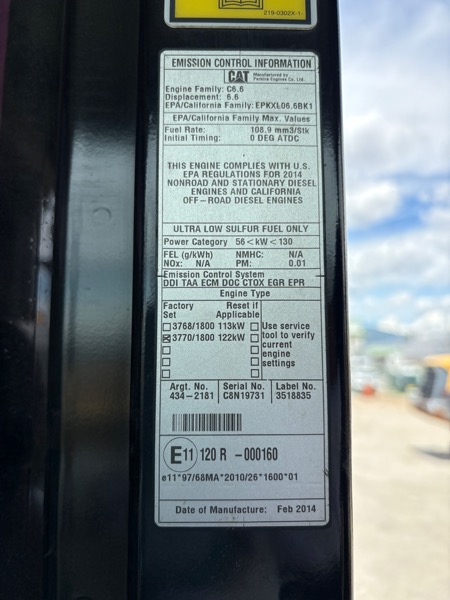 219-0302X-1
EMISSION CONTROL INFORMATION
CAT Manufactured by
Perkins Engines Co. Ltd.
Engine Family: C6.6
Displacement: 6.6
EPA/California Family: EPKXL06.6BK1
EPA/California Family Max. Values
Fuel Rate: 108.9 mm3/Stk
Initial Timing: 0 DEG ATDC
THIS ENGINE COMPLIES WITH U.S.
EPA REGULATIONS FOR 2014
NONROAD AND STATIONARY DIESEL
ENGINES AND CALIFORNIA
OFF-ROAD DIESEL ENGINES
ULTRA LOW SULFUR FUEL ONLY
Power Category 56<kW<130
FEL (g/kWh) NMHC: N/A
NOx: N/A PM: 0.01
Emission Control System
DDI TAA ECM DOC CTOX EGR EPR
Engine Type
Factory Set
Reset if Applicable
3768/1800 113kW
3770/1800 122kW
Use service
tool to verify
current
engine
settings
Argt. No. Serial No. Label No.
434-2181 C8N19731 3518835
E11 120 R -000160
e11*97/68MA*2010/26*1600*01
Date of Manufacture: Feb 2014